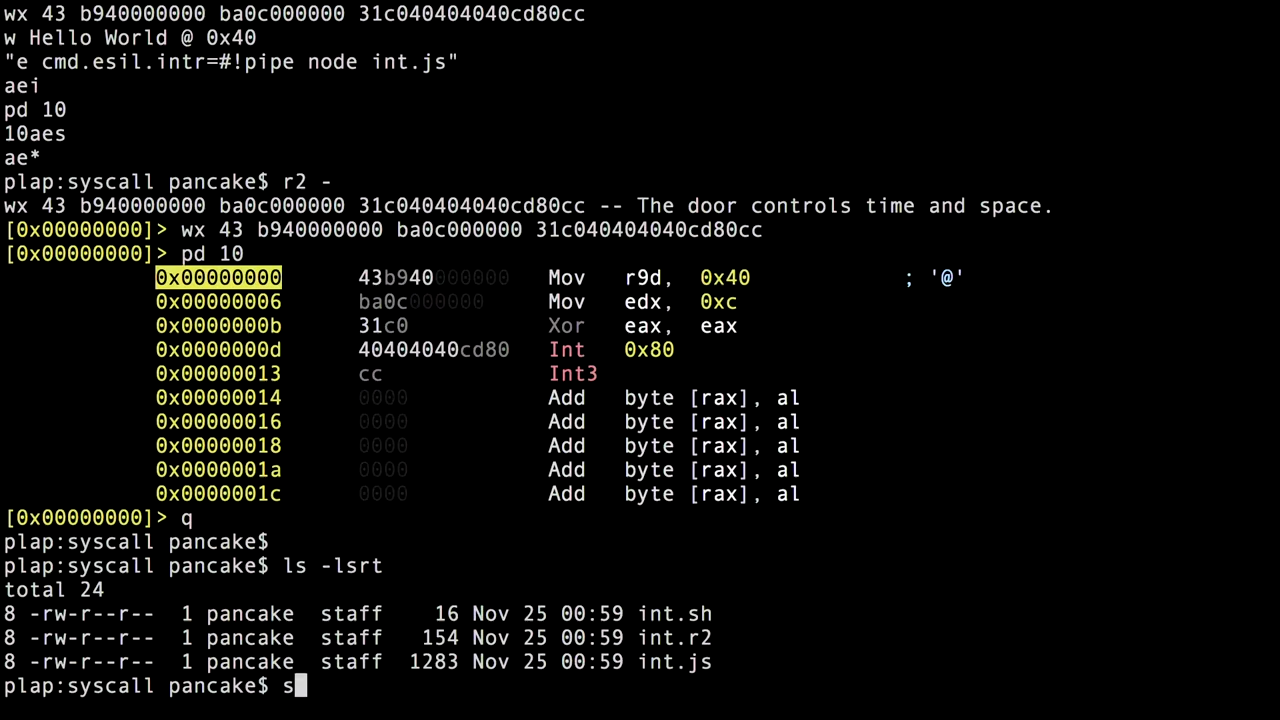 wx 43 b940000000 ba0c000000 31c040404040cd80cc
w Hello World @ 0x40
"e cmd.esil.intr=#!pipe node int.js"
aei
pd 10
10aes
ae*
plap:syscall pancake$ r2 -
wx 43 b940000000 ba0c000000 31c040404040cd80cc -- The door controls time and space.
[0x00000000]> wx 43 b940000000 ba0c000000 31c040404040cd80cc
[0x00000000]> pd 10
0x00000000 43b940000000 Mov r9d, 0x40 ; '@'
0x00000006 ba0c000000 Mov edx, 0xc
0x0000000b 31c0 Xor eax, eax
0x0000000d 40404040cd80 Int 0x80
0x00000013 cc Int3
0x00000014 0000 Add byte [rax], al
0x00000016 0000 Add byte [rax], al
0x00000018 0000 Add byte [rax], al
0x0000001a 0000 Add byte [rax], al
0x0000001c 0000 Add byte [rax], al
[0x00000000]> q
plap:syscall pancake$
plap:syscall pancake$ ls -lsrt
total 24
8 -rw-r--r-- 1 pancake staff 16 Nov 25 00:59 int.sh
8 -rw-r--r-- 1 pancake staff 154 Nov 25 00:59 int.r2
8 -rw-r--r-- 1 pancake staff 1283 Nov 25 00:59 int.js
plap:syscall pancake$ s